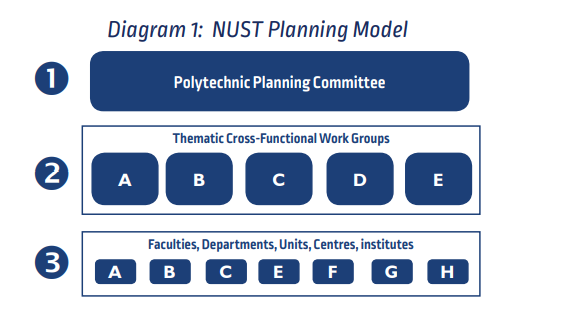 Diagram 1: NUST Planning Model
1 Polytechnic Planning Committee
Thematic Cross-Functional Work Groups
2 A B C D E
Faculties, Departments, Units, Centres, institutes
3 A B C E F G H